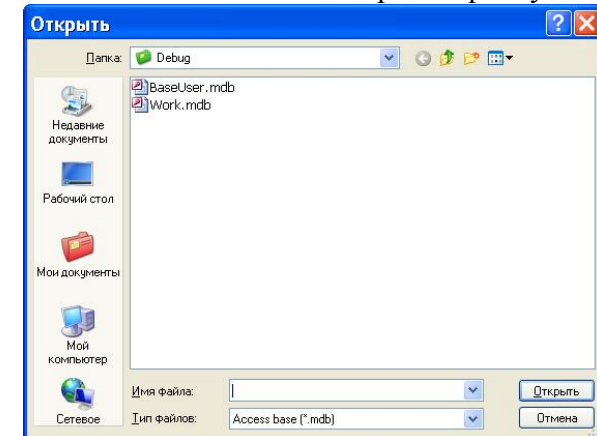 Открыть
Папка: Debug
BaseUser.mdb
Work.mdb
Недавние
документы
Рабочий стол
Мои документы
Мой
компьютер
Сетевое
Имя файла:
Открыть
Тип файлов: Access base (*.mdb)
Отмена